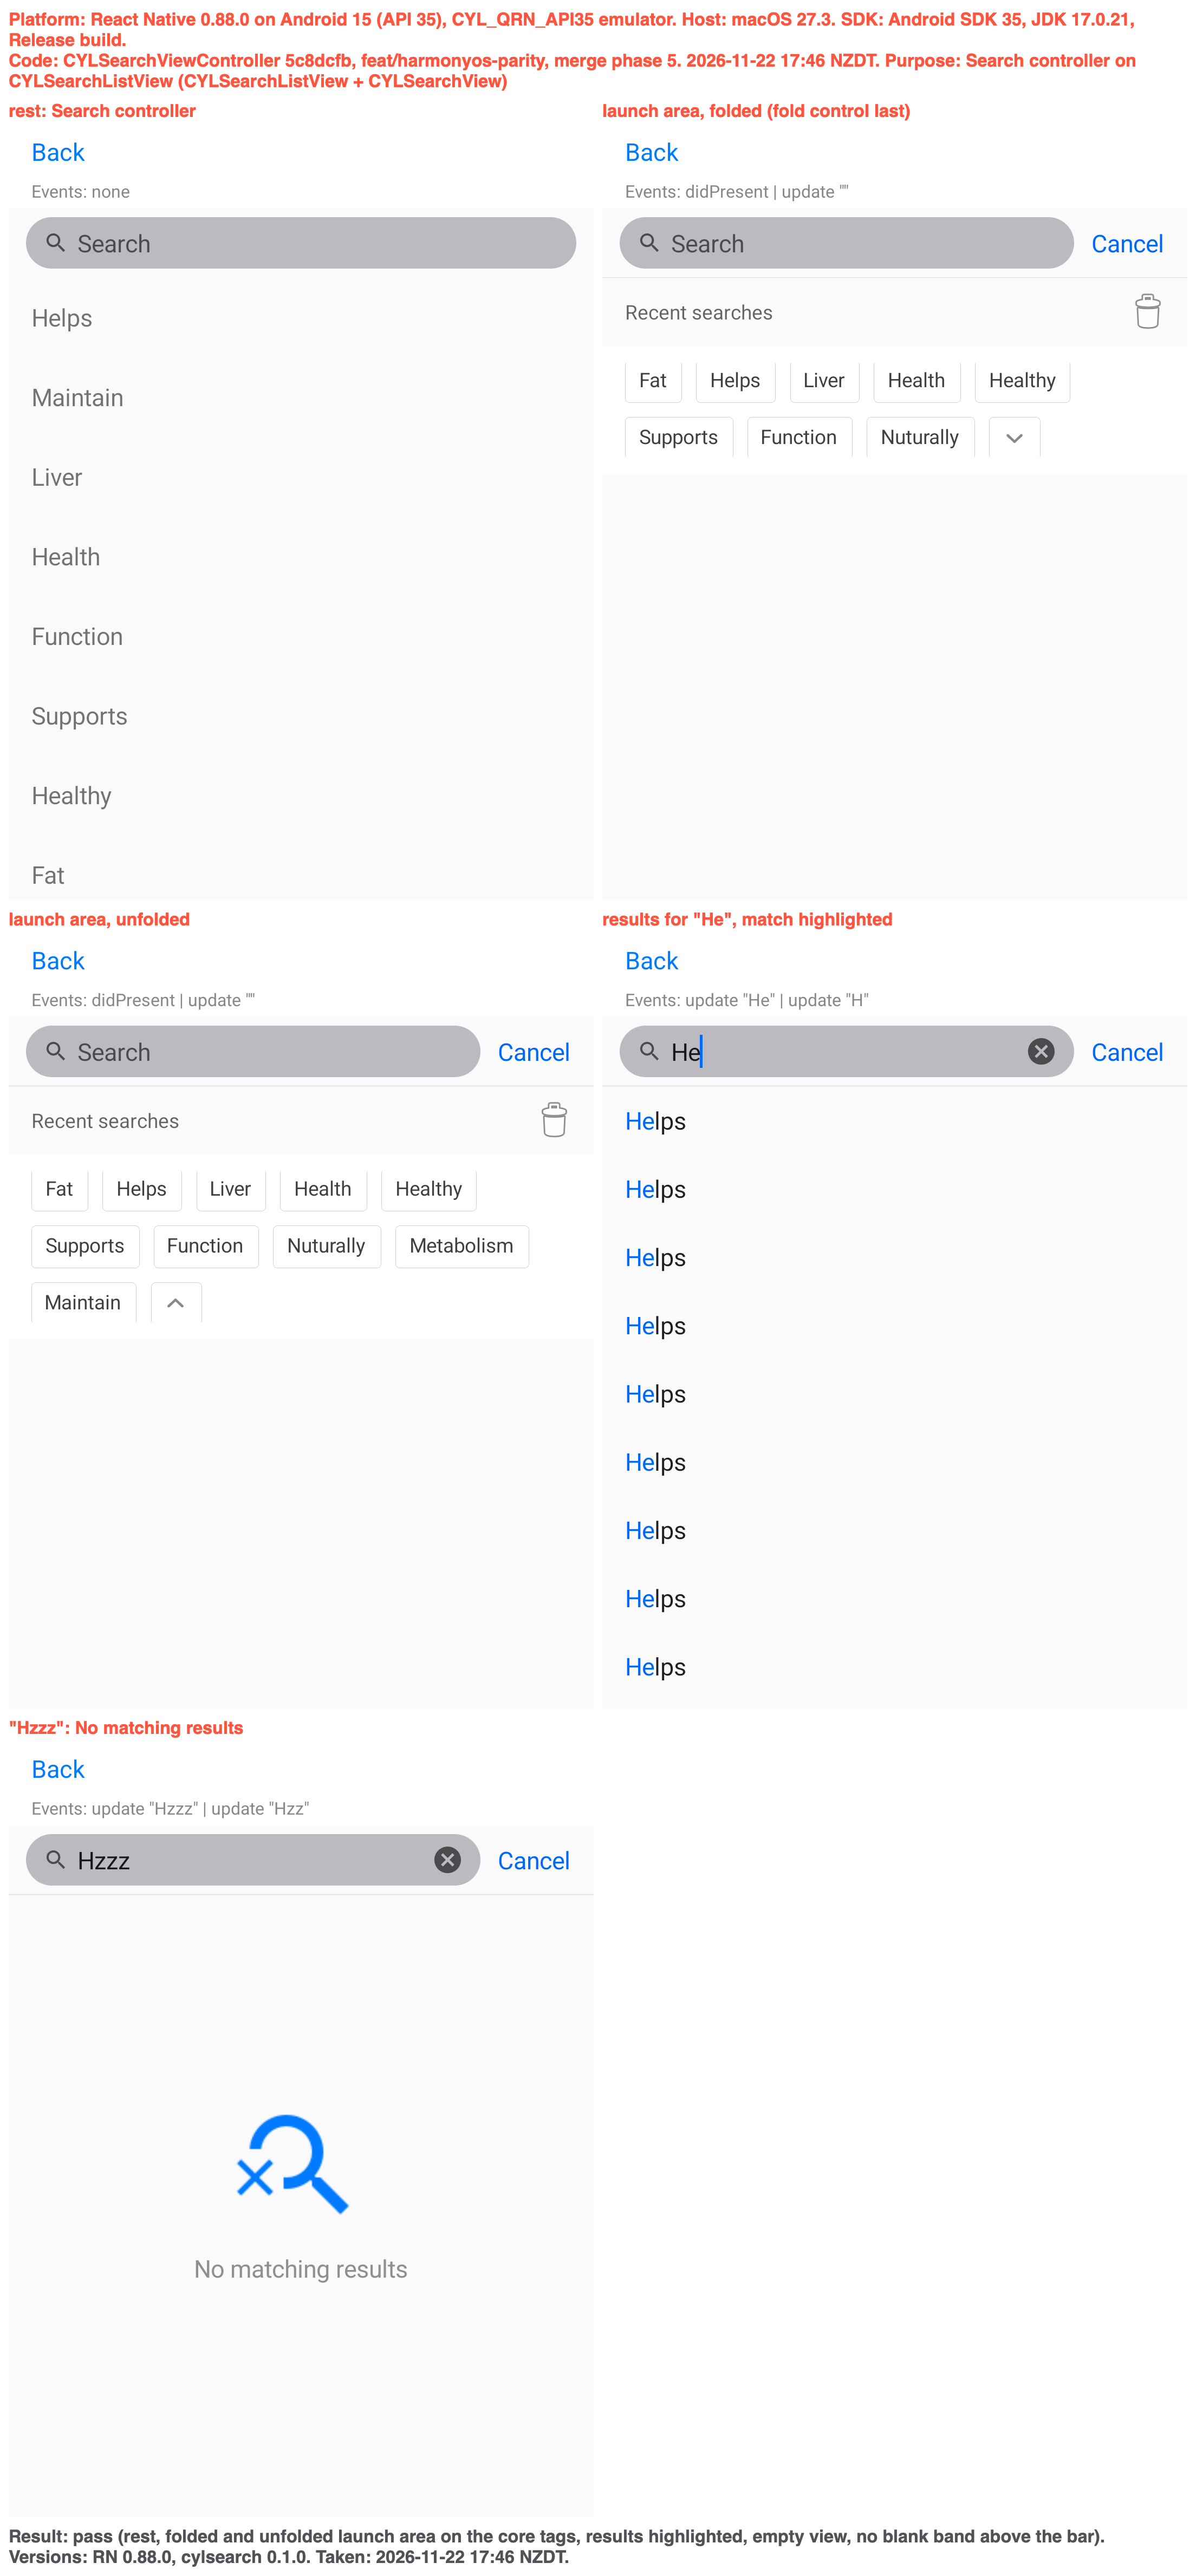 Platform: React Native 0.88.0 on Android 15 (API 35), CYL_QRN_API35 emulator. Host: macOS 27.3. SDK: Android SDK 35, JDK 17.0.21,
Release build.
Code: CYLSearchViewController 5c8dcfb, feat/harmonyos-parity, merge phase 5. 2026-11-22 17:46 NZDT. Purpose: Search controller on
CYLSearchListView (CYLSearchListView + CYLSearchView)
rest: Search controller
Back
Events: none
Search
Helps
Maintain
Liver
Health
Function
Supports
Healthy
Fat
launch area, folded (fold control last)
Back
Events: didPresent | update ""
Search
Cancel
Recent searches
Fat Helps Liver Health Healthy
Supports Function Nuturally
launch area, unfolded
Back
Events: didPresent | update ""
Search
Cancel
Recent searches
Fat Helps Liver Health Healthy
Supports Function Nuturally Metabolism
Maintain
results for "He", match highlighted
Back
Events: update "He" | update "H"
He
Cancel
Helps
Helps
Helps
Helps
Helps
Helps
Helps
Helps
Helps
"Hzzz": No matching results
Back
Events: update "Hzzz" | update "Hzz"
Hzzz
Cancel
No matching results
Result: pass (rest, folded and unfolded launch area on the core tags, results highlighted, empty view, no blank band above the bar).
Versions: RN 0.88.0, cylsearch 0.1.0. Taken: 2026-11-22 17:46 NZDT.